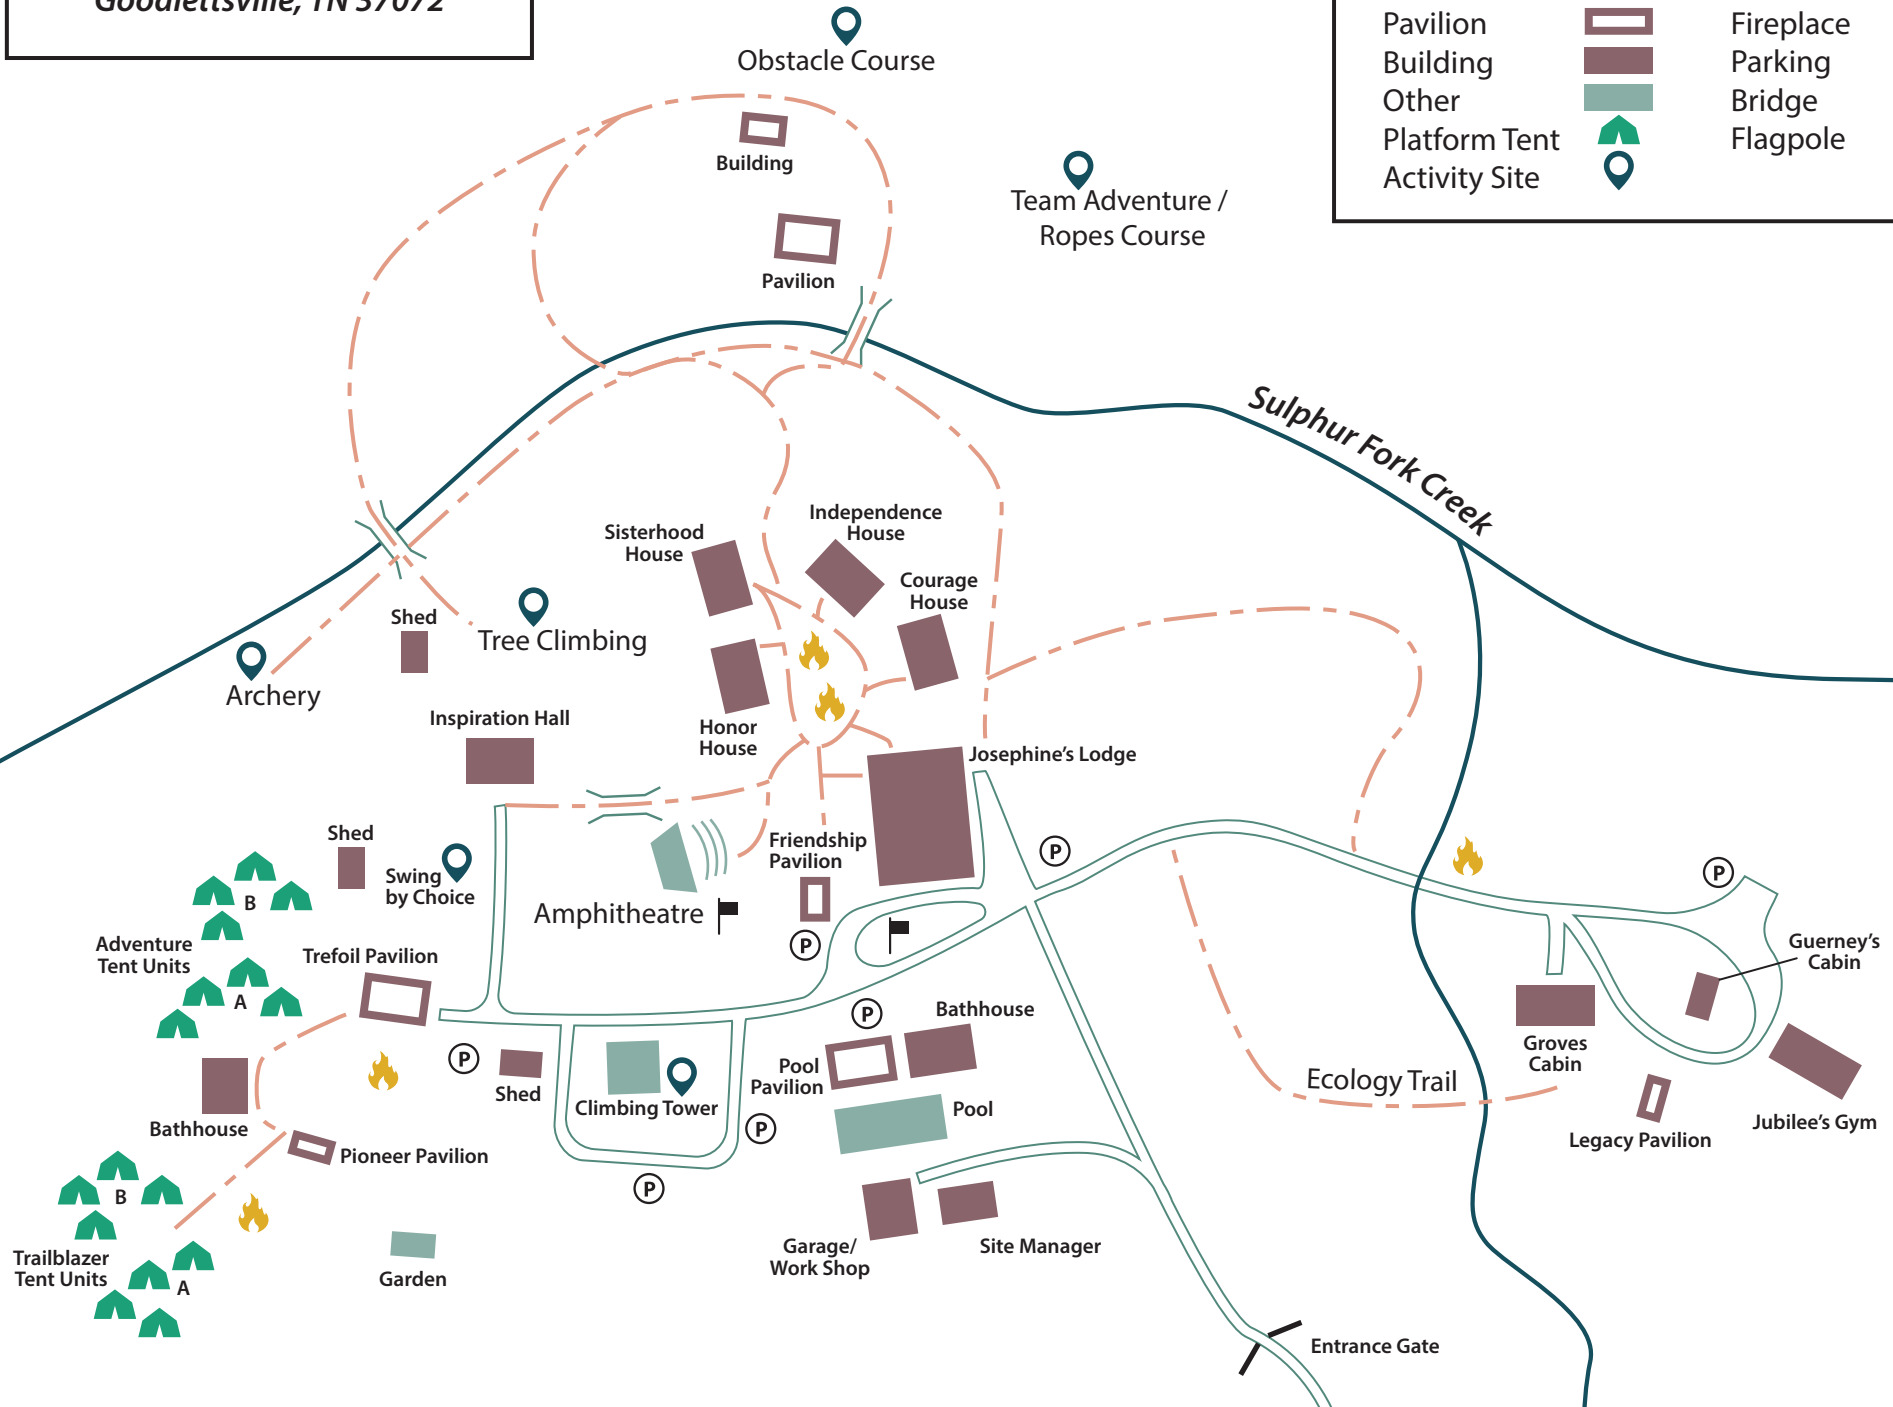 Goodlettsville, TN 37072
Pavilion
Building
Other
Platform Tent
Activity Site
Fireplace
Parking
Bridge
Flagpole
Obstacle Course
Building
Team Adventure /
Ropes Course
Pavilion
Sulphur Fork Creek
Sisterhood
House
Independence
House
Courage
House
Shed
Tree Climbing
Archery
Inspiration Hall
Honor
House
Josephine's Lodge
Shed
Swing
by Choice
Friendship
Pavilion
P
P
B
Amphitheatre
Adventure
Tent Units
Trefoil Pavilion
P
Guerney's
Cabin
A
P
Bathhouse
P
Shed
Climbing Tower
Pool
Pavilion
Groves
Cabin
Ecology Trail
Pool
Bathhouse
P
Pioneer Pavilion
Legacy Pavilion
Jubilee's Gym
B
P
Trailblazer
Tent Units
A
Garden
Garage/
Work Shop
Site Manager
Entrance Gate